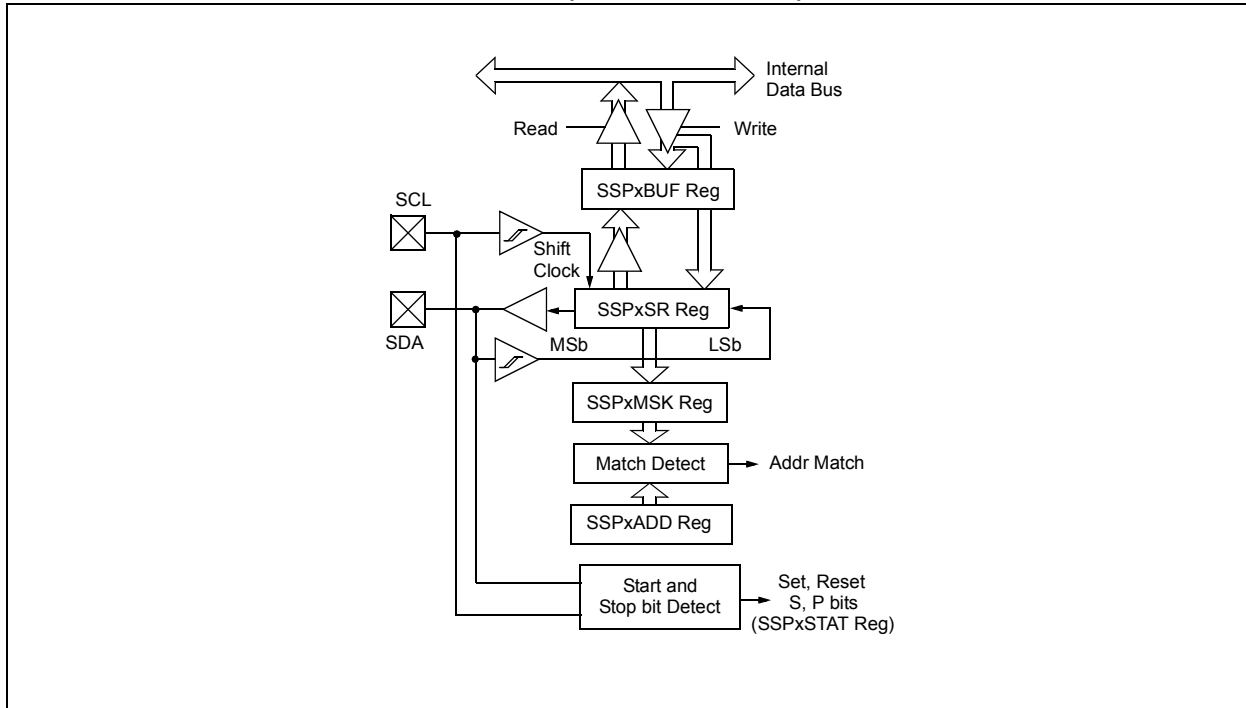 Internal
Data Bus
Read
Write
SSPxBUF Reg
SCL
Shift
Clock
SSPxSR Reg
SDA
MSb
LSb
SSPxMSK Reg
Match Detect
Addr Match
SSPxADD Reg
Start and
Stop bit Detect
Set, Reset
S, P bits
(SSPxSTAT Reg)